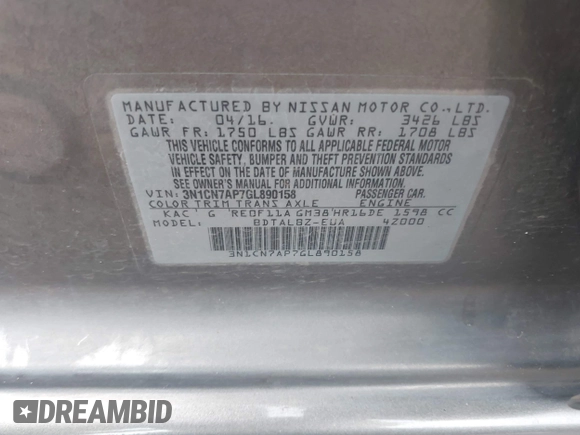 MANUFACTURED BY NISSAN MOTOR CO.,LTD.
DATE: 04/16. GVWR: 3426 LBS
GAWR FR: 1750 LBS GAWR RR: 1708 LBS
THIS VEHICLE CONFORMS TO ALL APPLICABLE FEDERAL MOTOR
VEHICLE SAFETY, BUMPER AND THEFT PREVENTION STANDARDS
IN EFFECT ON THE DATE OF MANUFACTURE SHOWN ABOVE.
SEE OWNER'S MANUAL FOR ADDITIONAL INFORMATION
VIN: 3N1CN7AP7GL890158 PASSENGER CAR.
COLOR TRIM TRANS AXLE ENGINE
KAC G RE0F11A GM38 HR16DE 1598 CC
MODEL: BDTALBZ-EUA 4Z000
3N1CN7AP7GL890158
DREAMBID